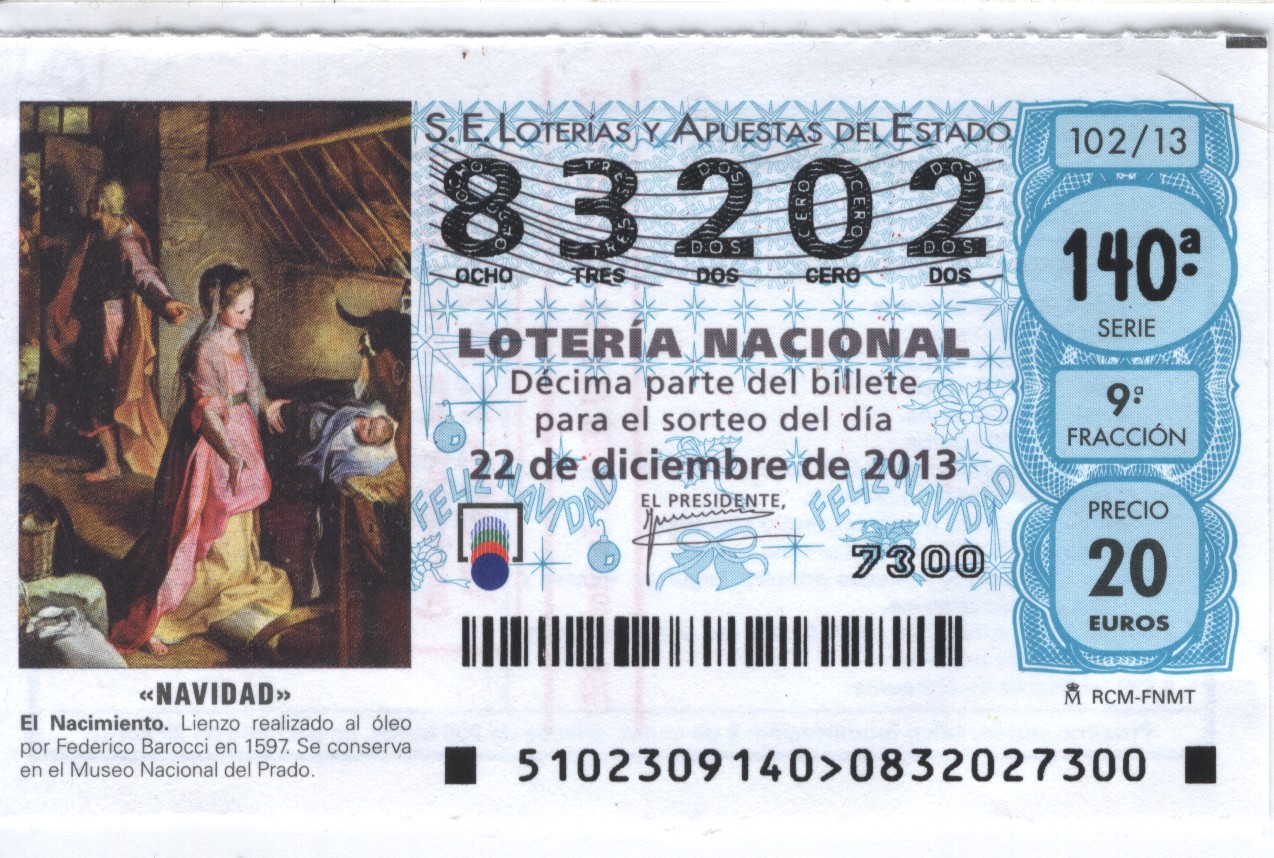 S.E. LOTERÍAS Y APUESTAS DEL ESTADO
83202
OCHO TRES DOS CERO DOS
LOTERÍA NACIONAL
Décima parte del billete
para el sorteo del día
22 de diciembre de 2013
EL PRESIDENTE,
FELIZ NAVIDAD
FELIZ NAVIDAD
7300
102/13
140ª
SERIE
9ª
FRACCIÓN
PRECIO
20
EUROS
M RCM-FNMT
«NAVIDAD»
El Nacimiento. Lienzo realizado al óleo
por Federico Barocci en 1597. Se conserva
en el Museo Nacional del Prado.
5102309140>0832027300